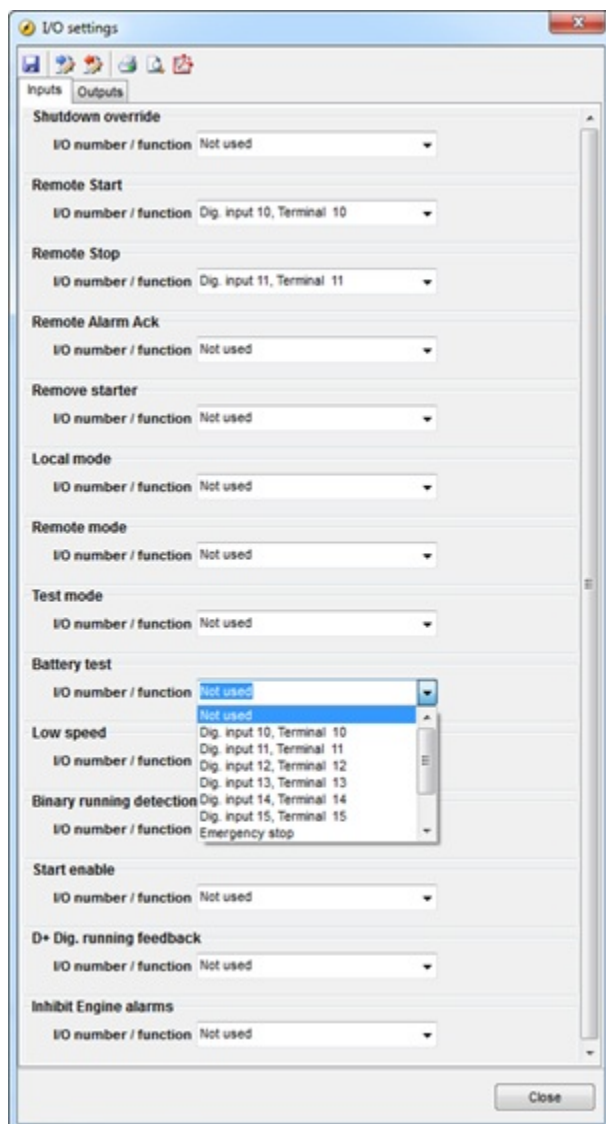 I/O settings
Inputs Outputs
Shutdown override
I/O number / function Not used
Remote Start
I/O number / function Dig. input 10, Terminal 10
Remote Stop
I/O number / function Dig. input 11, Terminal 11
Remote Alarm Ack
I/O number / function Not used
Remove starter
I/O number / function Not used
Local mode
I/O number / function Not used
Remote mode
I/O number / function Not used
Test mode
I/O number / function Not used
Battery test
I/O number / function Not used
Not used
Low speed Dig. input 10, Terminal 10
Dig. input 11, Terminal 11
I/O number / function Dig. input 12, Terminal 12
Dig. input 13, Terminal 13
Binary running detection Dig. input 14, Terminal 14
Dig. input 15, Terminal 15
I/O number / function Emergency stop
Start enable
I/O number / function Not used
D+ Dig. running feedback
I/O number / function Not used
Inhibit Engine alarms
I/O number / function Not used
Close